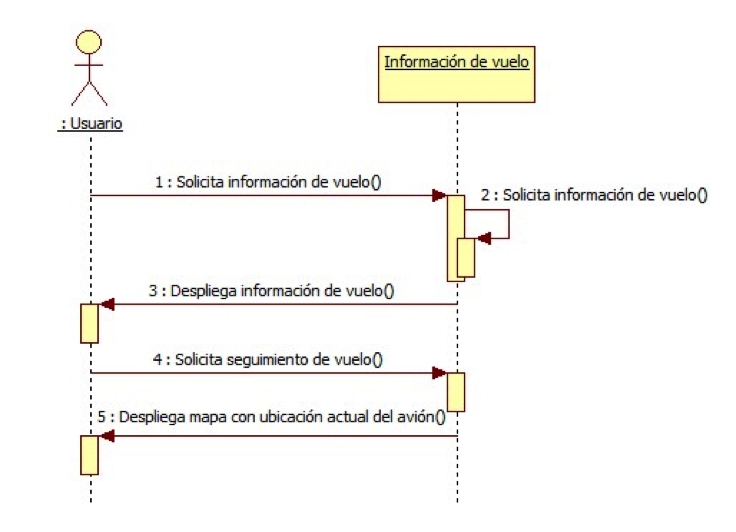 Información de vuelo
: Usuario
1 : Solicita información de vuelo()
2 : Solicita información de vuelo()
3 : Despliega información de vuelo()
4 : Solicita seguimiento de vuelo()
5 : Despliega mapa con ubicación actual del avión()